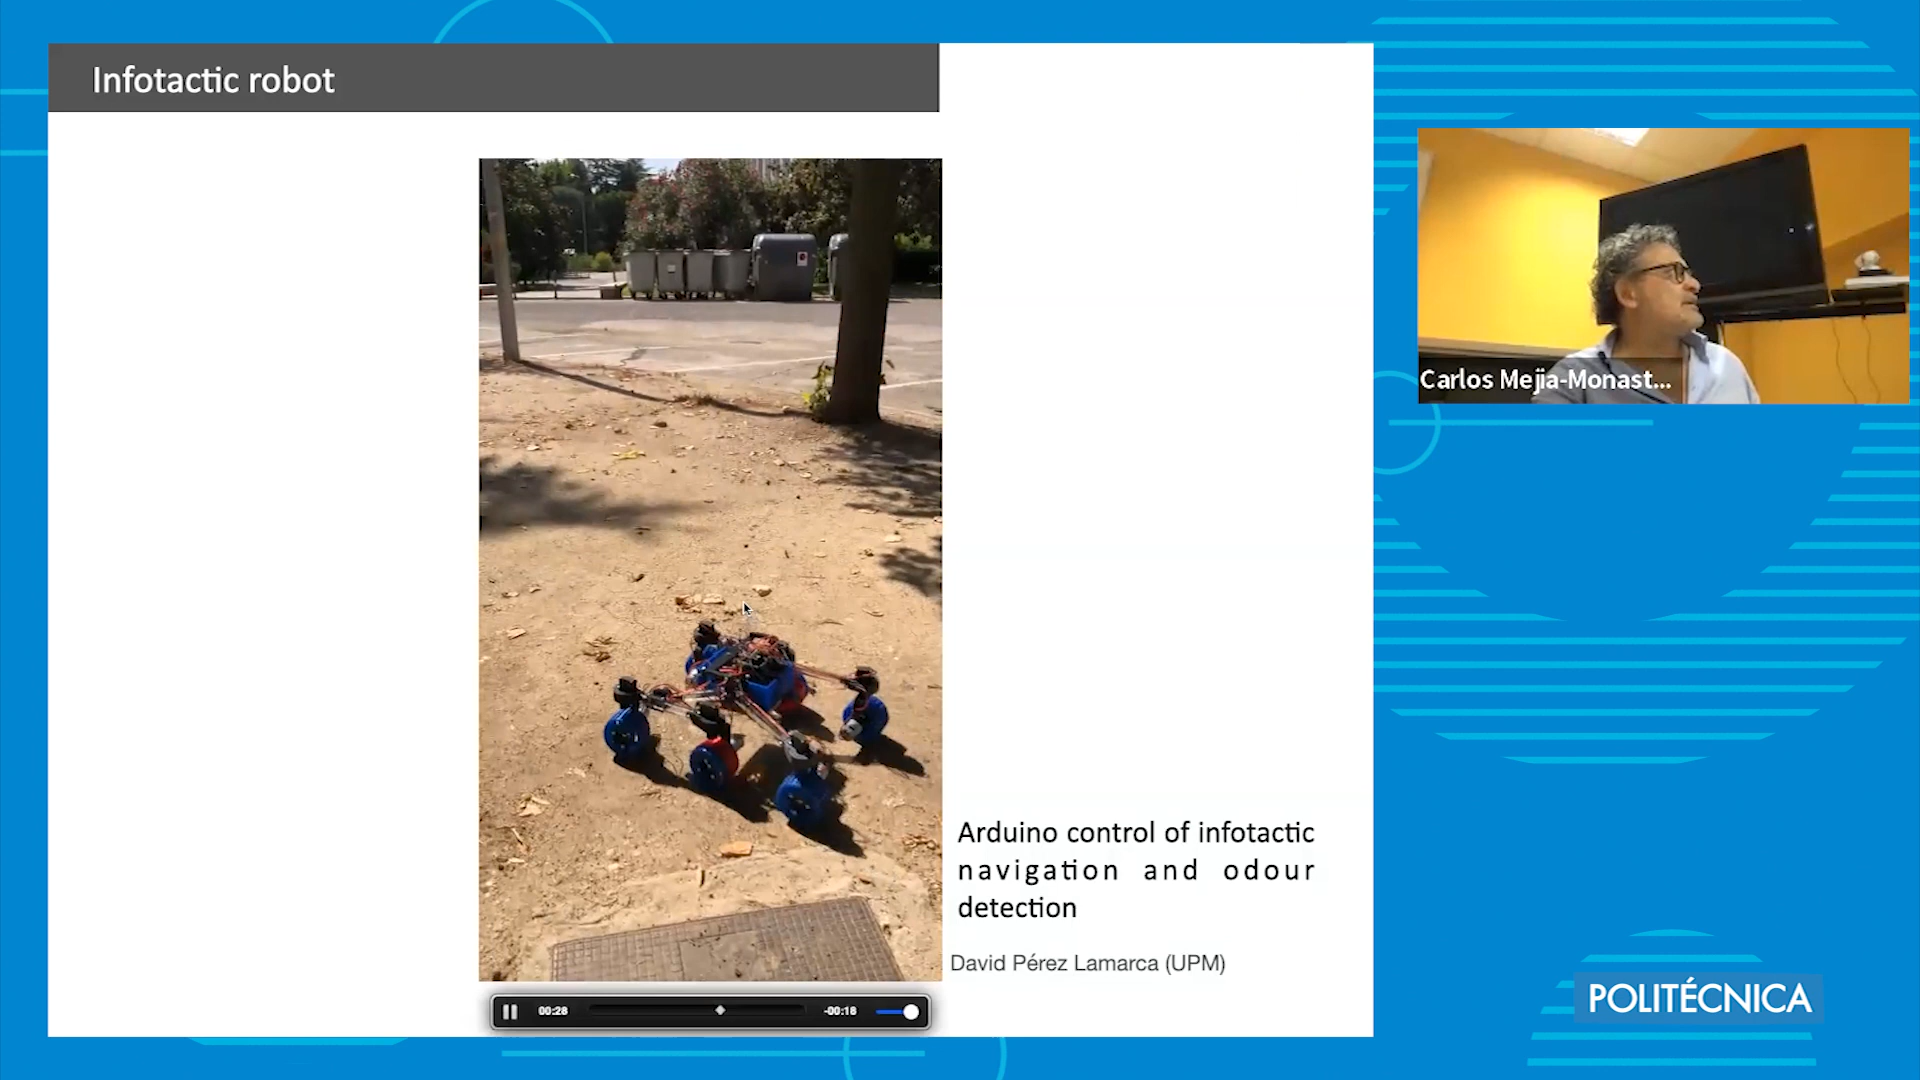 Infotactic robot
Carlos Mejia-Monast...
Arduino control of infotactic
navigation and odour
detection
David Pérez Lamarca (UPM)
00:28
-00:18
POLITÉCNICA